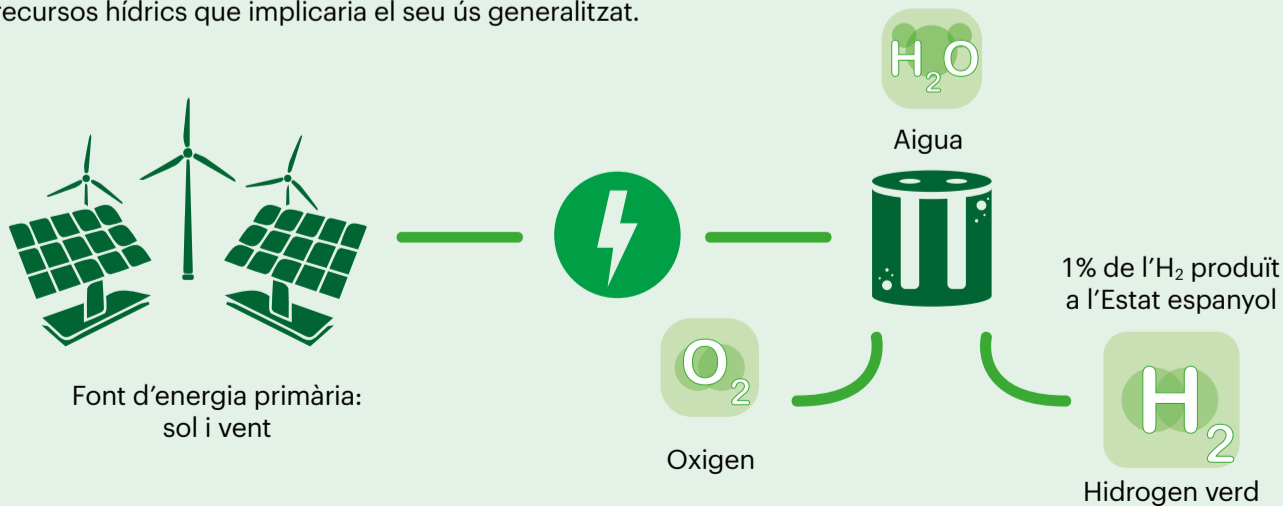 recursos hídrics que implicaria el seu ús generalitzat.
H2O
Aigua
1% de l’H₂ produït
a l’Estat espanyol
Font d’energia primària:
sol i vent
O2
Oxigen
H2
Hidrogen verd